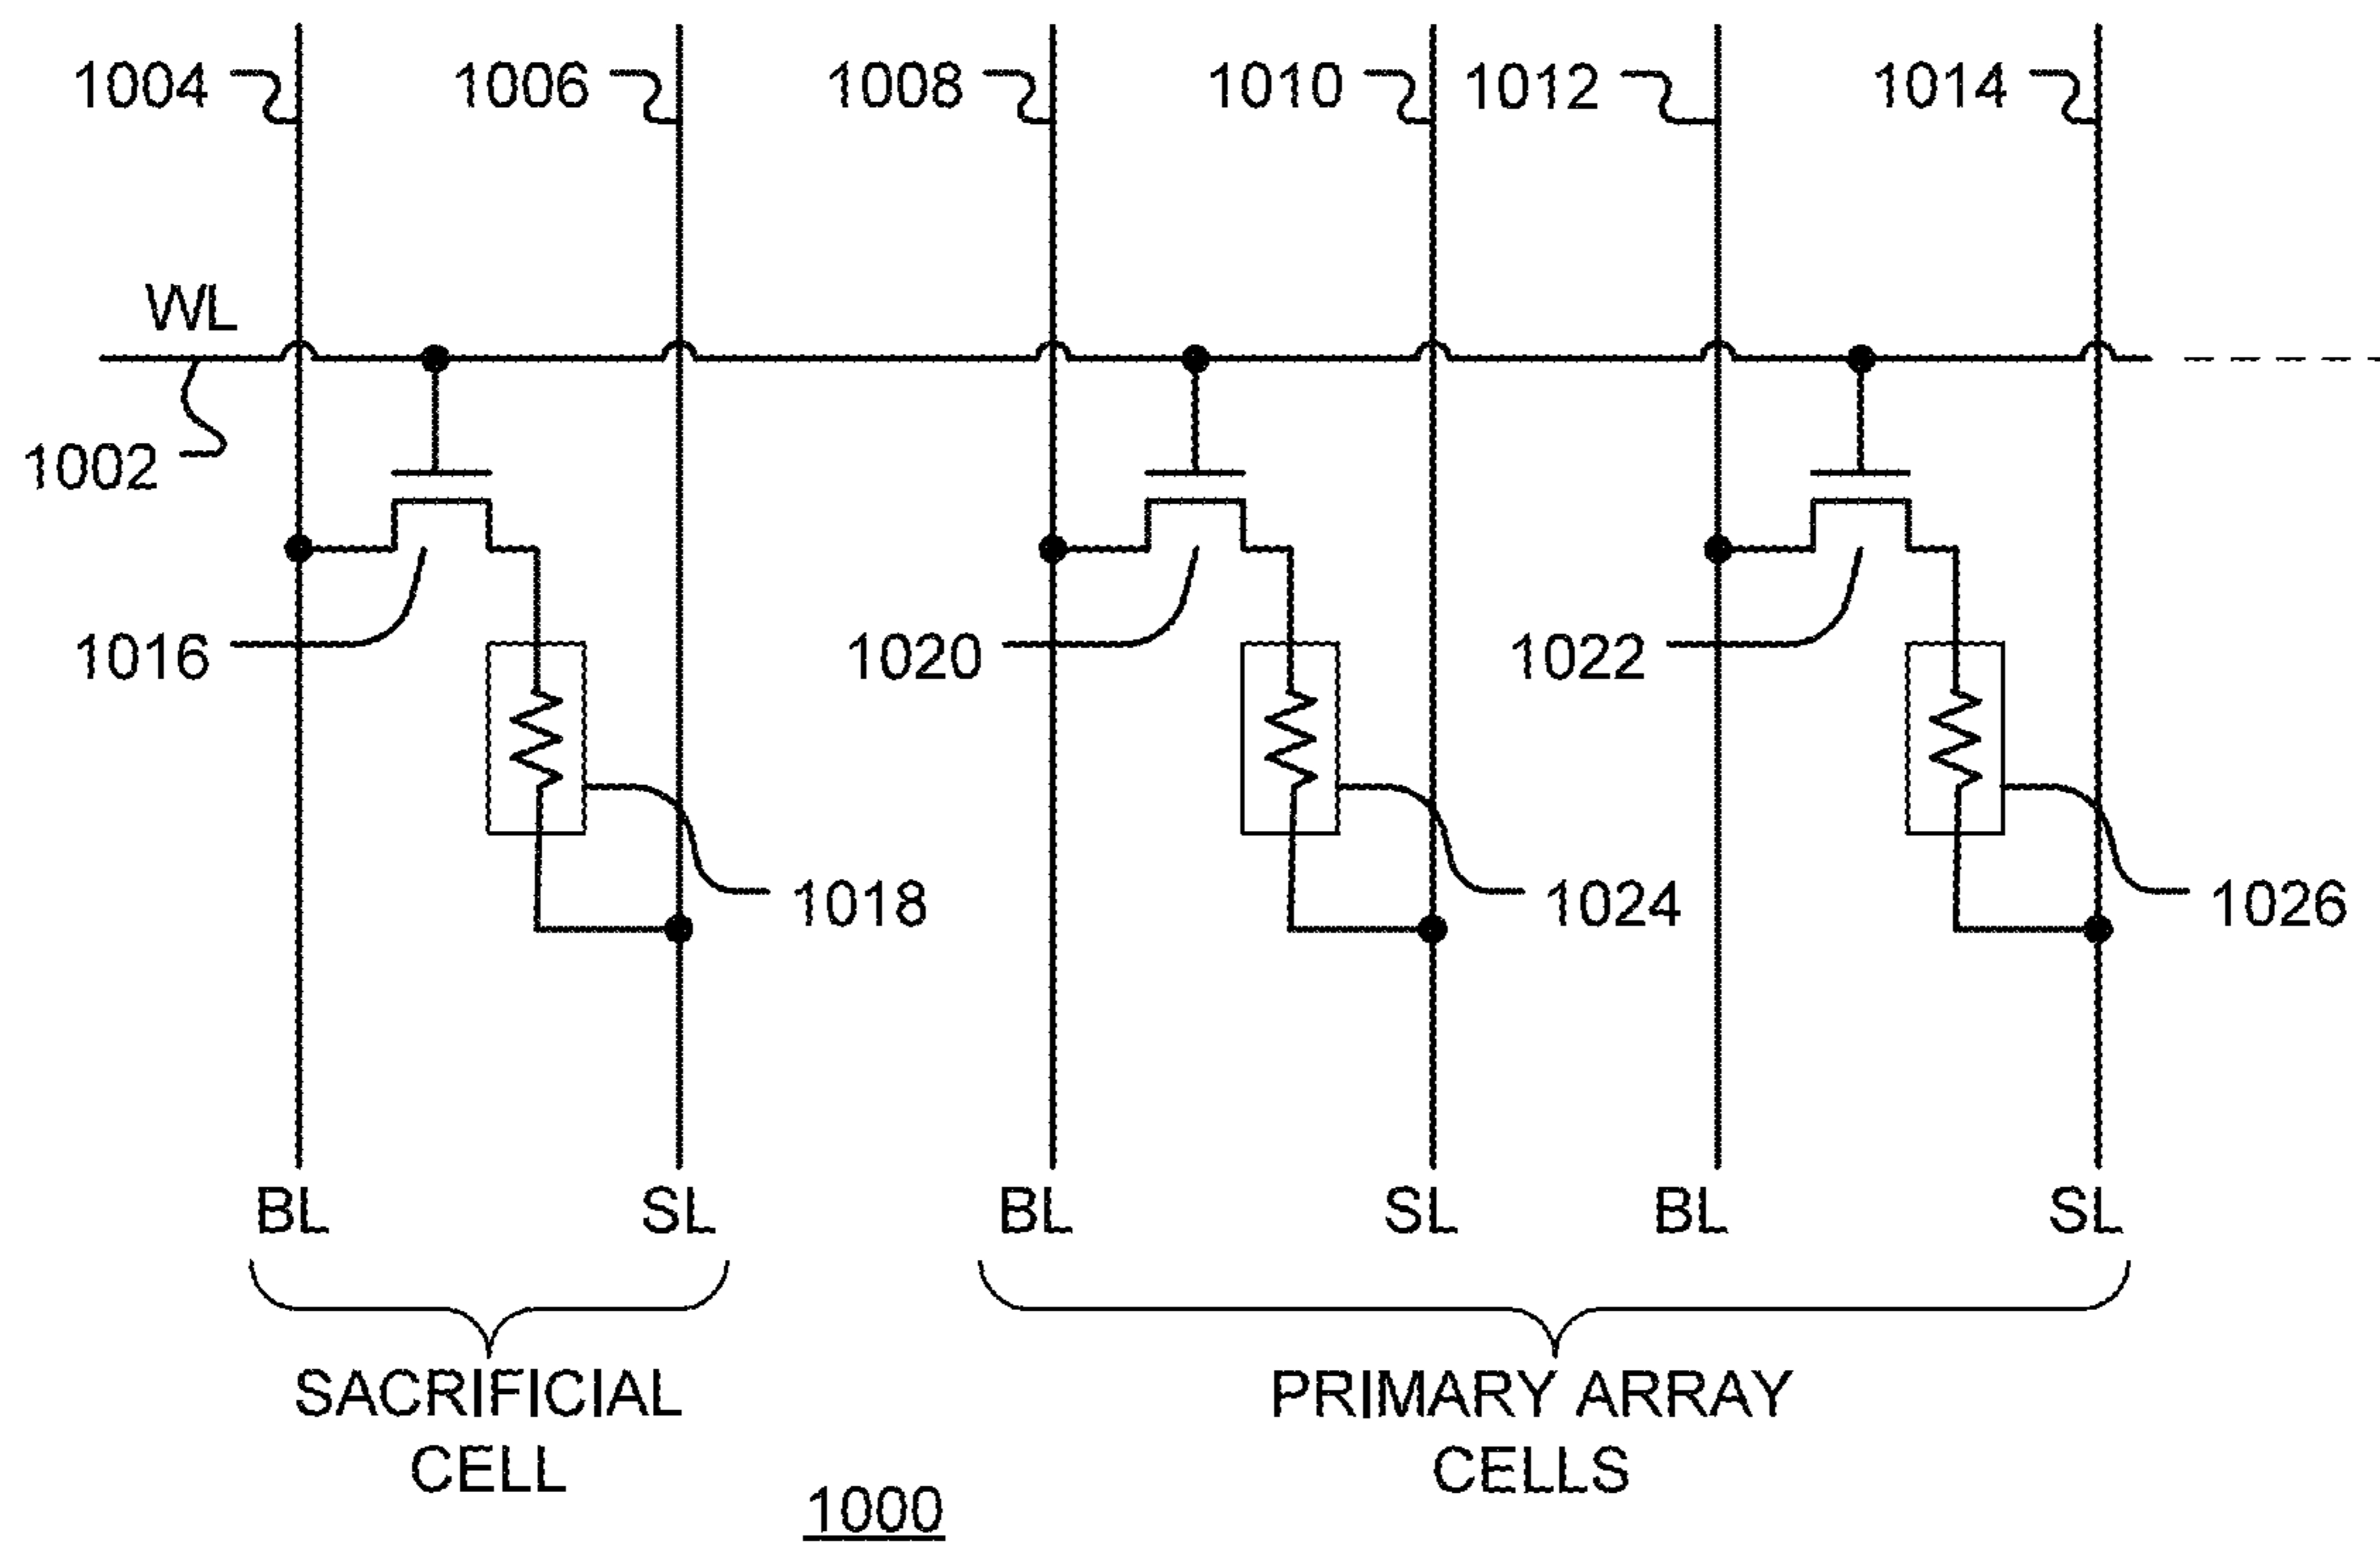 1004 1006 1008 1010 1012 1014
WL
1002
1016 1020 1022
1018 1024 1026
BL SL BL SL BL SL
SACRIFICIAL PRIMARY ARRAY
CELL CELLS
1000